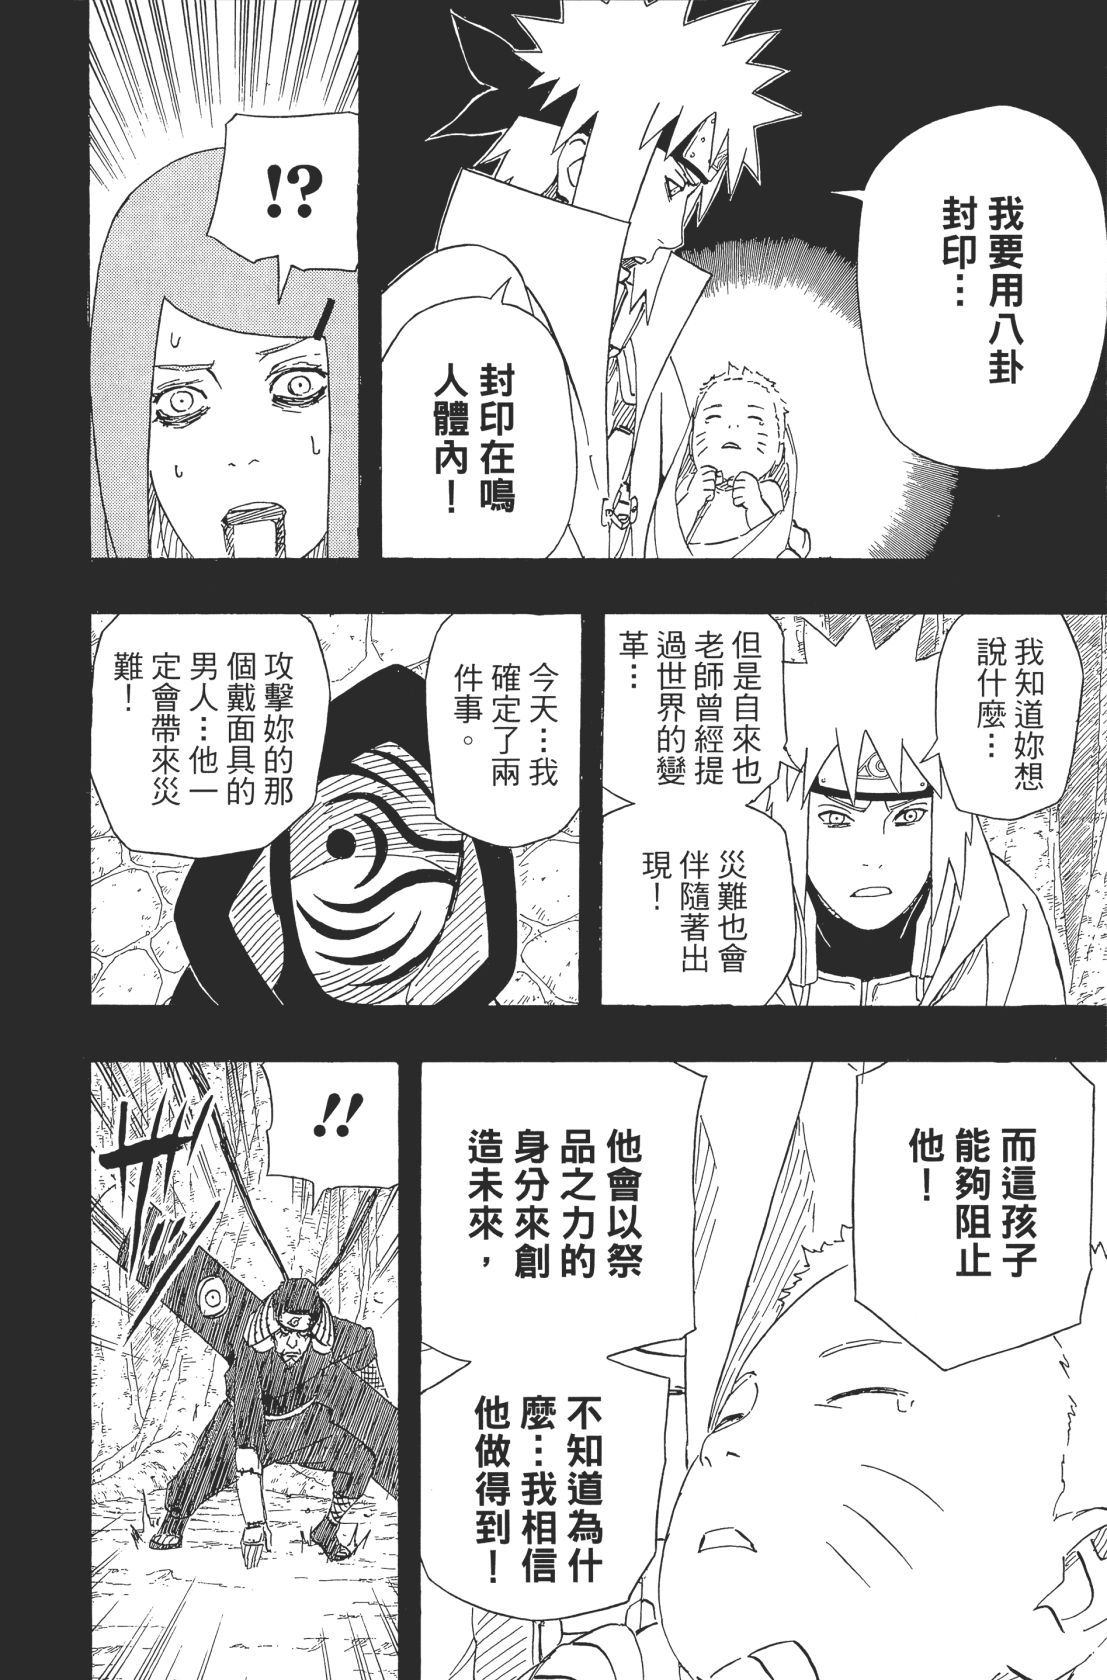 我要用八卦
封印…
封印在鳴
人體內！
!?
我知道妳想
說什麼…
但是自來也
老師曾經提
過世界的變
革…
災難也會
伴隨著出
現！
今天…我
確定了兩
件事。
攻擊妳的那
個戴面具的
男人…他一
定會帶來災
難！
而這孩子
能夠阻止
他！
他會以祭
品之力的
身分來創
造未來，
不知道為什
麼…我相信
他做得到！
!!